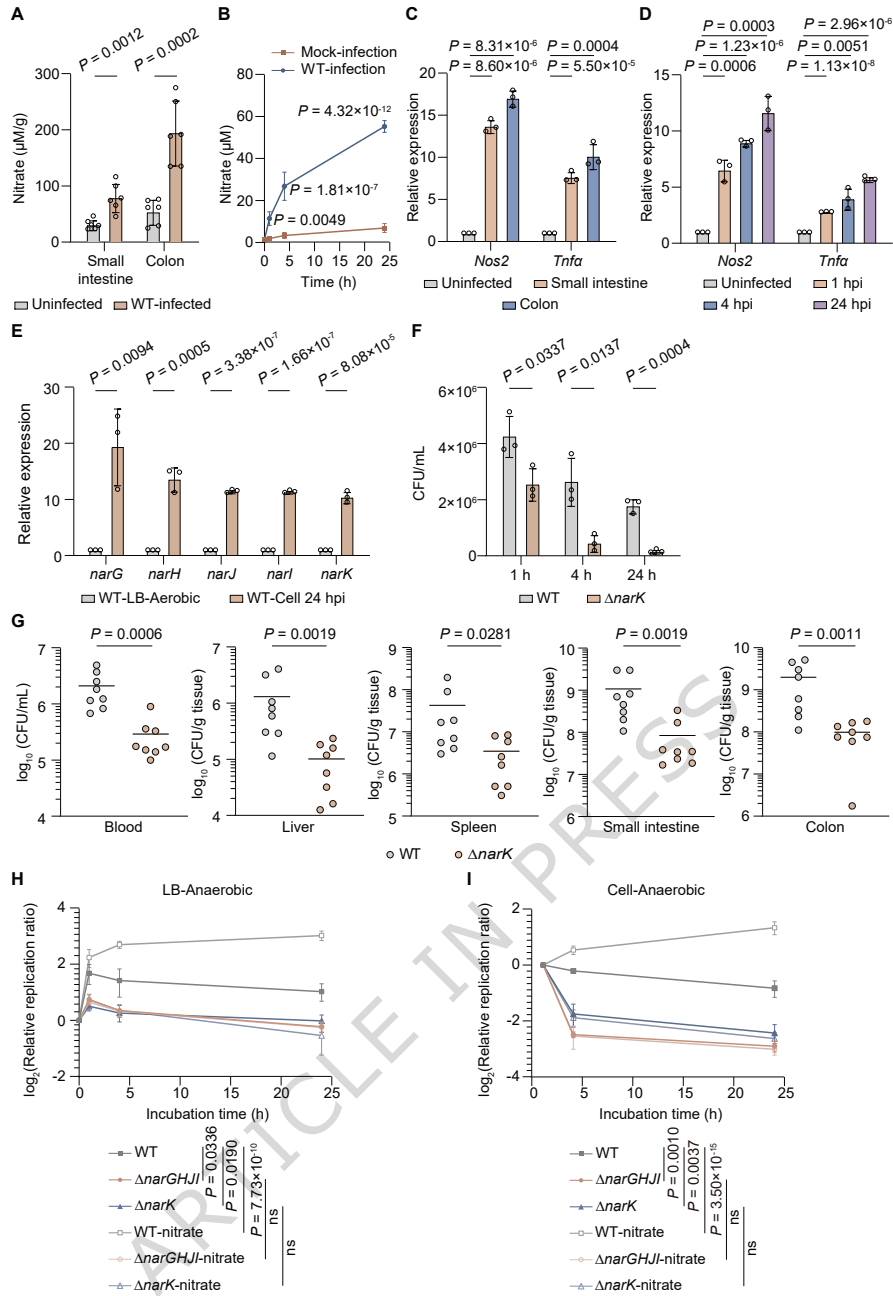 A
P = 0.0012
P = 0.0002
Nitrate (μM/g)
300
200
100
0
Small intestine
Colon
Uninfected
WT-infected
B
Mock-infection
WT-infection
Nitrate (μM)
80
60
40
20
0
P = 4.32×10⁻¹²
P = 1.81×10⁻⁷
P = 0.0049
0 5 10 15 20 25
Time (h)
C
P = 8.31×10⁻⁶
P = 8.60×10⁻⁶
P = 0.0004
P = 5.50×10⁻⁵
Relative expression
20
15
10
5
0
Nos2
Tnfα
Uninfected
Small intestine
Colon
D
P = 0.0003
P = 1.23×10⁻⁶
P = 0.0006
P = 2.96×10⁻⁶
P = 0.0051
P = 1.13×10⁻⁸
Relative expression
15
10
5
0
Nos2
Tnfα
Uninfected
1 hpi
4 hpi
24 hpi
E
P = 0.0094
P = 0.0005
P = 3.38×10⁻⁷
P = 1.66×10⁻⁷
P = 8.08×10⁻⁵
Relative expression
30
20
10
0
narG
narH
narJ
narI
narK
WT-LB-Aerobic
WT-Cell 24 hpi
F
P = 0.0337
P = 0.0137
P = 0.0004
CFU/mL
6×10⁶
4×10⁶
2×10⁶
0
1 h
4 h
24 h
WT
ΔnarK
G
P = 0.0006
log₁₀ (CFU/mL)
7
6
5
4
Blood
P = 0.0019
log₁₀ (CFU/g tissue)
7
6
5
4
Liver
P = 0.0281
log₁₀ (CFU/g tissue)
9
8
7
6
5
Spleen
P = 0.0019
log₁₀ (CFU/g tissue)
10
9
8
7
6
Small intestine
P = 0.0011
log₁₀ (CFU/g tissue)
10
9
8
7
6
Colon
WT
ΔnarK
H
LB-Anaerobic
log₂(Relative replication ratio)
4
2
0
-2
0 5 10 15 20 25
Incubation time (h)
WT
ΔnarGHJI
ΔnarK
WT-nitrate
ΔnarGHJI-nitrate
ΔnarK-nitrate
P = 0.0336
P = 0.0190
P = 7.73×10⁻¹⁰
ns
ns
I
Cell-Anaerobic
log₂(Relative replication ratio)
2
0
-2
-4
0 5 10 15 20 25
Incubation time (h)
WT
ΔnarGHJI
ΔnarK
WT-nitrate
ΔnarGHJI-nitrate
ΔnarK-nitrate
P = 0.0010
P = 0.0037
P = 3.50×10⁻¹⁵
ns
ns
ARTICLE IN PRESS